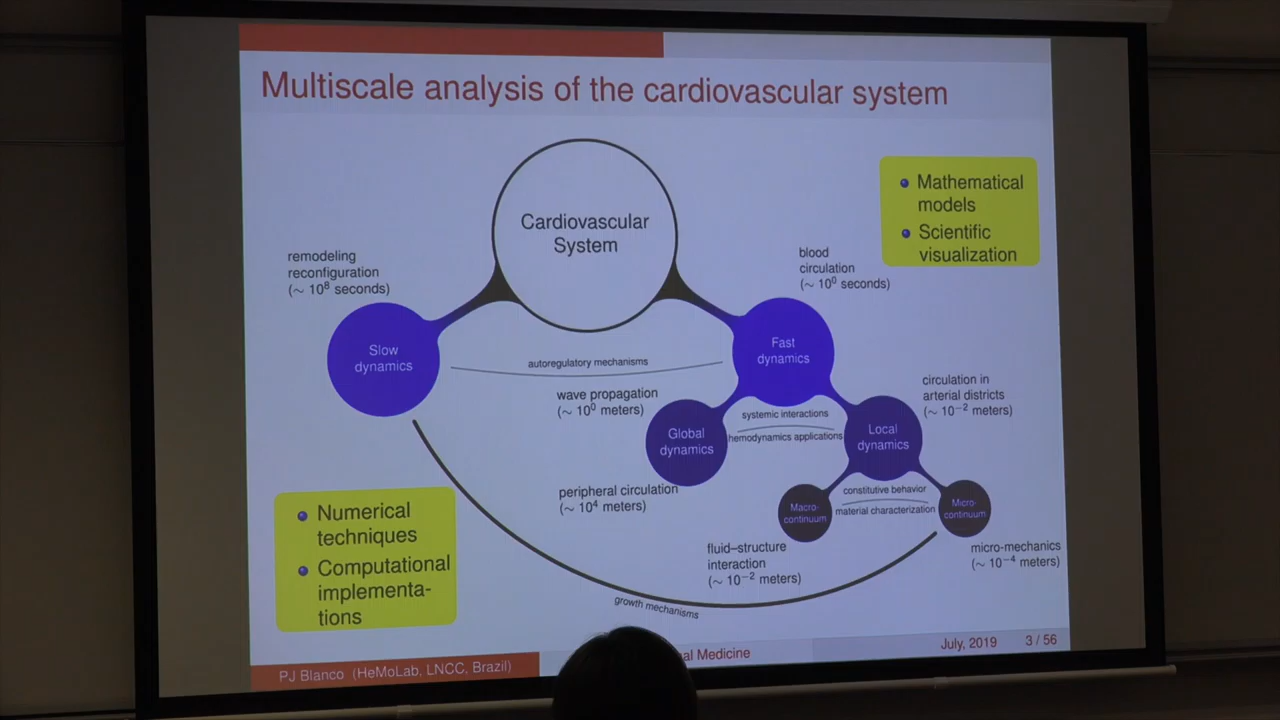 Multiscale analysis of the cardiovascular system
Cardiovascular
System
Mathematical
models
Scientific
visualization
remodeling
reconfiguration
(∼ 10⁸ seconds)
blood
circulation
(∼ 10⁰ seconds)
Slow
dynamics
autoregulatory mechanisms
Fast
dynamics
wave propagation
(∼ 10⁰ meters)
circulation in
arterial districts
(∼ 10⁻² meters)
Global
dynamics
systemic interactions
hemodynamics applications
Local
dynamics
peripheral circulation
(∼ 10⁴ meters)
constitutive behavior
material characterization
Macro-
continuum
Micro-
continuum
Numerical
techniques
Computational
implementa-
tions
fluid–structure
interaction
(∼ 10⁻² meters)
micro-mechanics
(∼ 10⁻⁴ meters)
growth mechanisms
PJ Blanco (HeMoLab, LNCC, Brazil)
Medicine
July, 2019
3 / 56